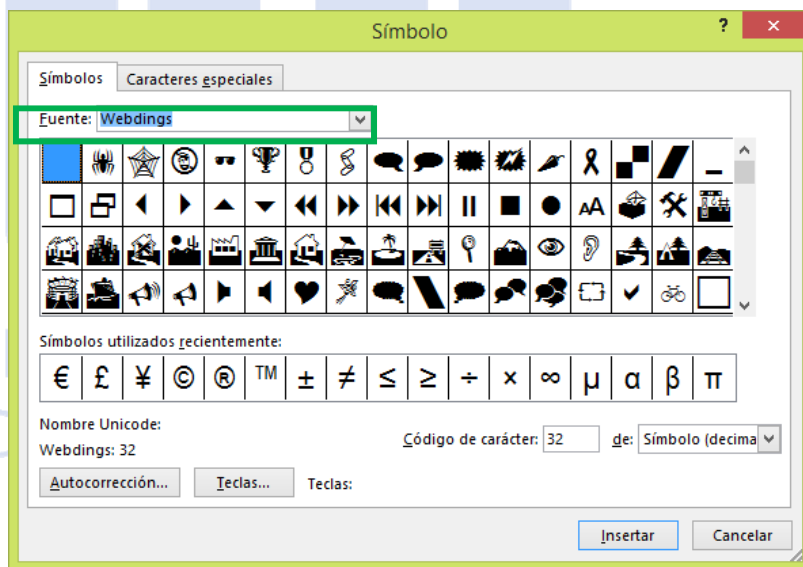 Símbolo
?
×
Símbolos Caracteres especiales
Fuente: Webdings
AA
Símbolos utilizados recientemente:
€ £ ¥ © ® ™ ± ≠ ≤ ≥ ÷ × ∞ µ α β π
Nombre Unicode:
Webdings: 32
Código de carácter: 32 de: Símbolo (decima
Autocorrección... Teclas... Teclas:
Insertar Cancelar